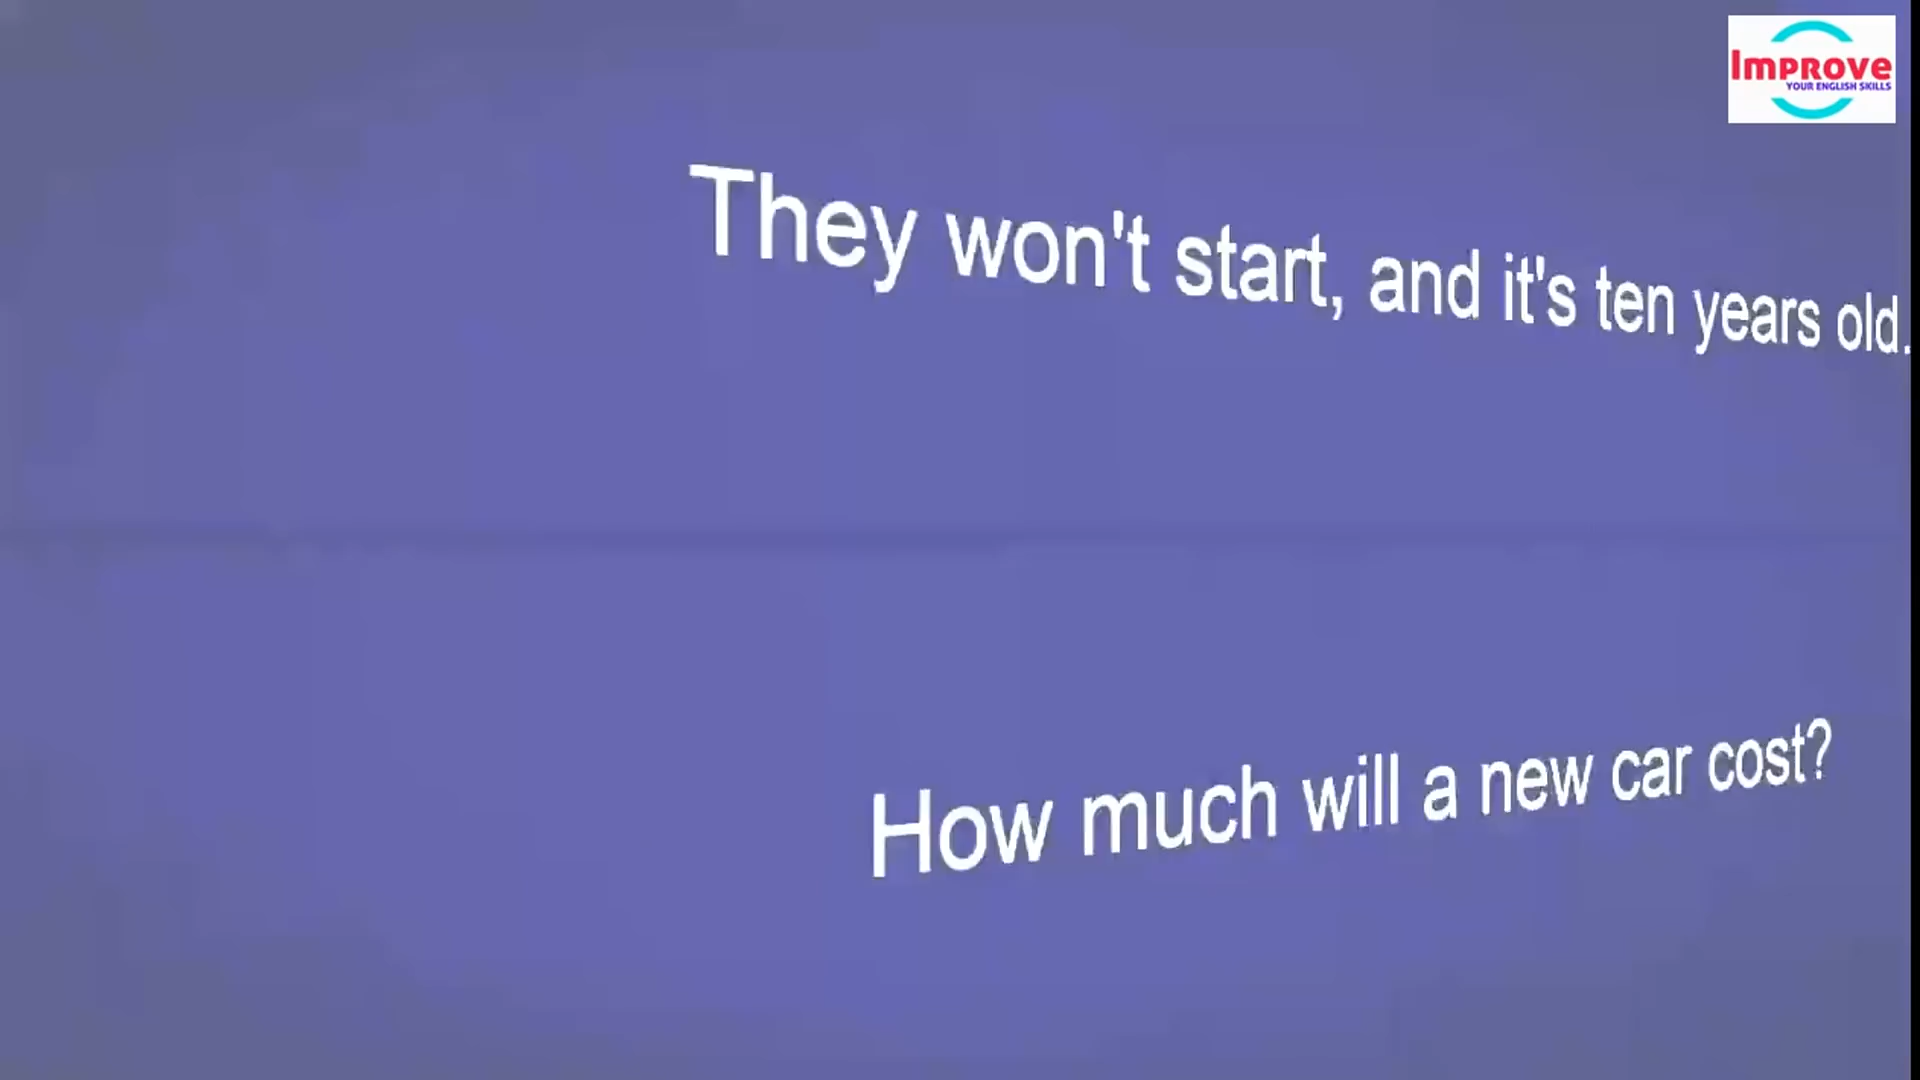 Improve
YOUR ENGLISH SKILLS
They won't start, and it's ten years old.
How much will a new car cost?